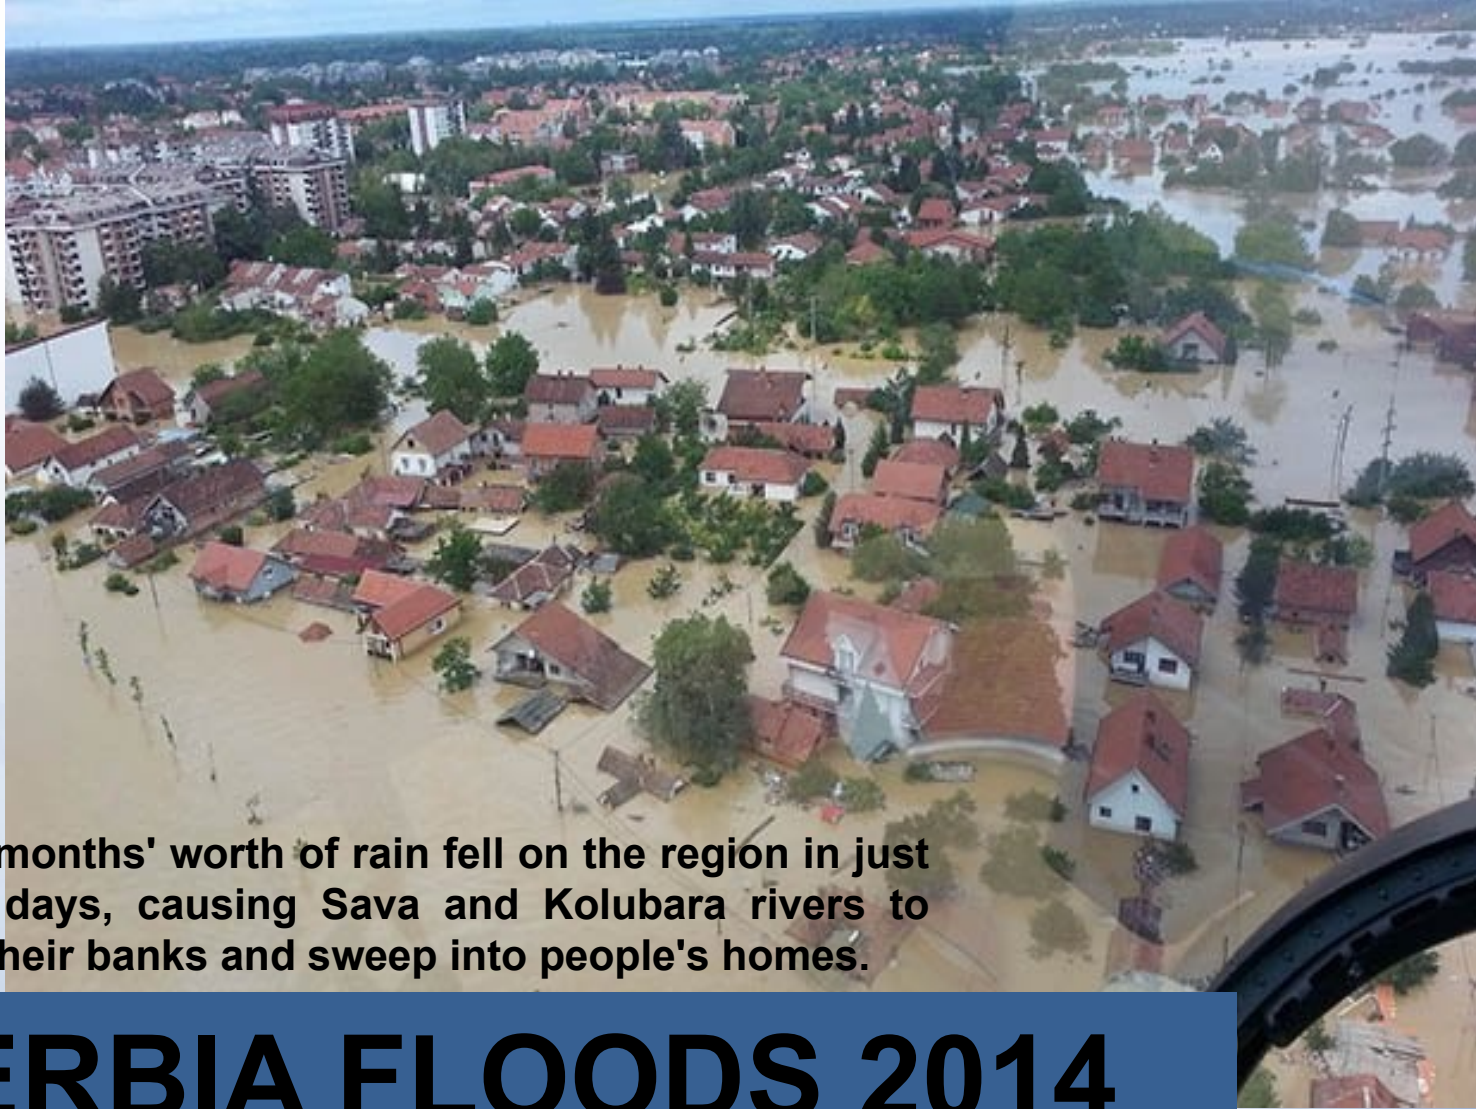 months' worth of rain fell on the region in just
days, causing Sava and Kolubara rivers to
heir banks and sweep into people's homes.
ERBIA FLOODS 2014